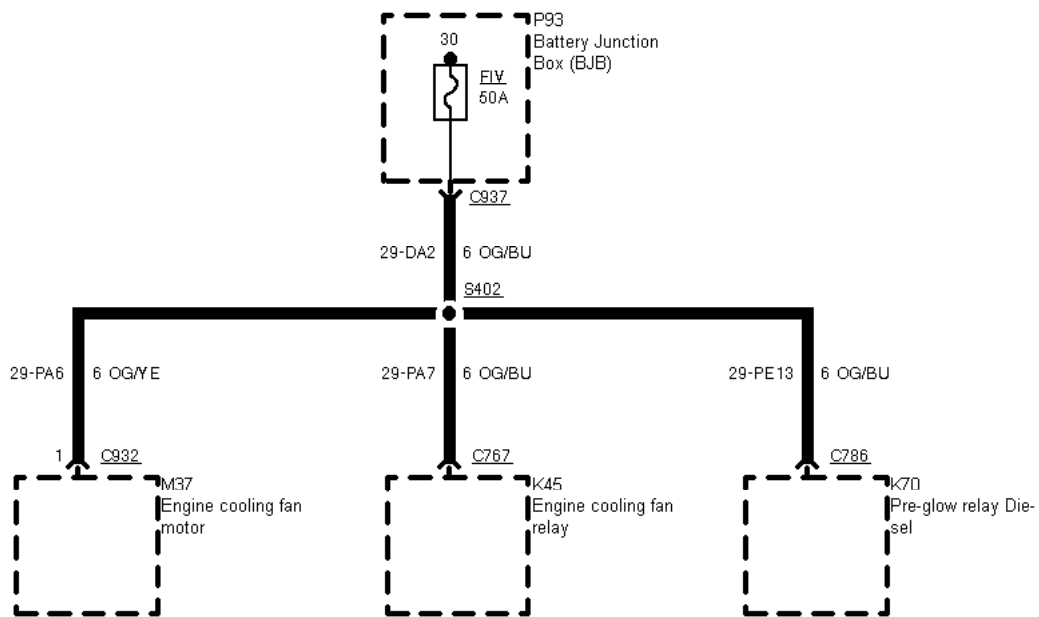 P93
Battery Junction
Box (BJB)
30
FIV
50A
C937
29-DA2 6 OG/BU
S402
29-PA6 6 OG/YE
29-PA7 6 OG/BU
29-PE13 6 OG/BU
1 C932
C767
C786
M37
Engine cooling fan
motor
K45
Engine cooling fan
relay
K70
Pre-glow relay Die-
sel